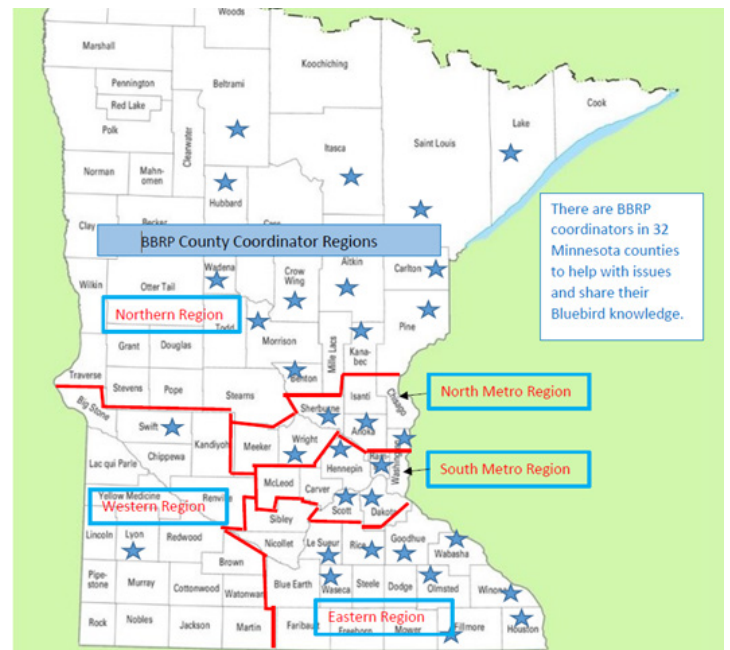 Woods
Marshall
Koochiching
Pennington
Beltrami
Cook
Red Lake
Lake
Polk
Clearwater
Itasca
Saint Louis
Norman
Mahn-
omen
Hubbard
There are BBRP
coordinators in 32
Minnesota counties
to help with issues
and share their
Bluebird knowledge.
Clay
BBRP County Coordinator Regions
Wadena
Aitkin
Crow
Wing
Carlton
Wilkin
Otter Tail
Northern Region
Todd
Pine
Morrison
Mille Lacs
Kana-
bec
Grant
Douglas
Traverse
Benton
Stevens
Pope
Stearns
Isanti
Chisago
North Metro Region
Big Stone
Sherburne
Swift
Anoka
Kandiyoh
Meeker
Wright
Chippewa
Hennepin
Ram-
Washington
South Metro Region
Lac qui Parle
McLeod
Carver
Yellow Medicine
Renville
Western Region
Scott
Dakota
Sibley
Lincoln
Lyon
Redwood
Nicollet
Le Sueur
Rice
Goodhue
Wabasha
Brown
Pipe-
stone
Murray
Cottonwood
Watonwan
Blue Earth
Waseca
Steele
Dodge
Olmsted
Winona
Rock
Nobles
Jackson
Martin
Faribault
Eastern Region
Freeborn
Mower
Fillmore
Houston